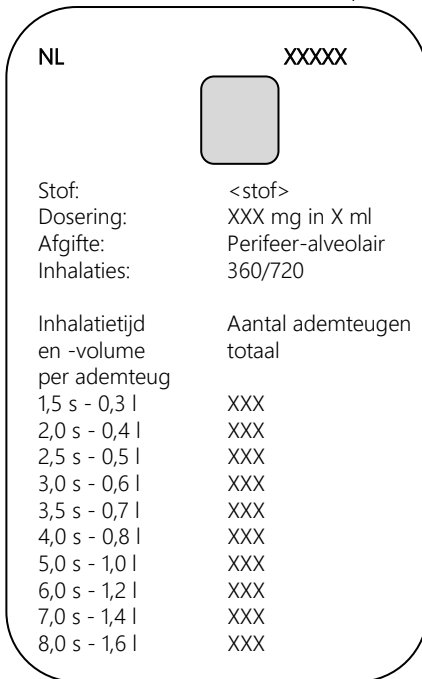 NL XXXXX
Stof: <stof>
Dosering: XXX mg in X ml
Afgifte: Perifeer-alveolair
Inhalaties: 360/720
Inhalatietijd Aantal ademteugen
en -volume totaal
per ademteug
1,5 s - 0,3 l XXX
2,0 s - 0,4 l XXX
2,5 s - 0,5 l XXX
3,0 s - 0,6 l XXX
3,5 s - 0,7 l XXX
4,0 s - 0,8 l XXX
5,0 s - 1,0 l XXX
6,0 s - 1,2 l XXX
7,0 s - 1,4 l XXX
8,0 s - 1,6 l XXX